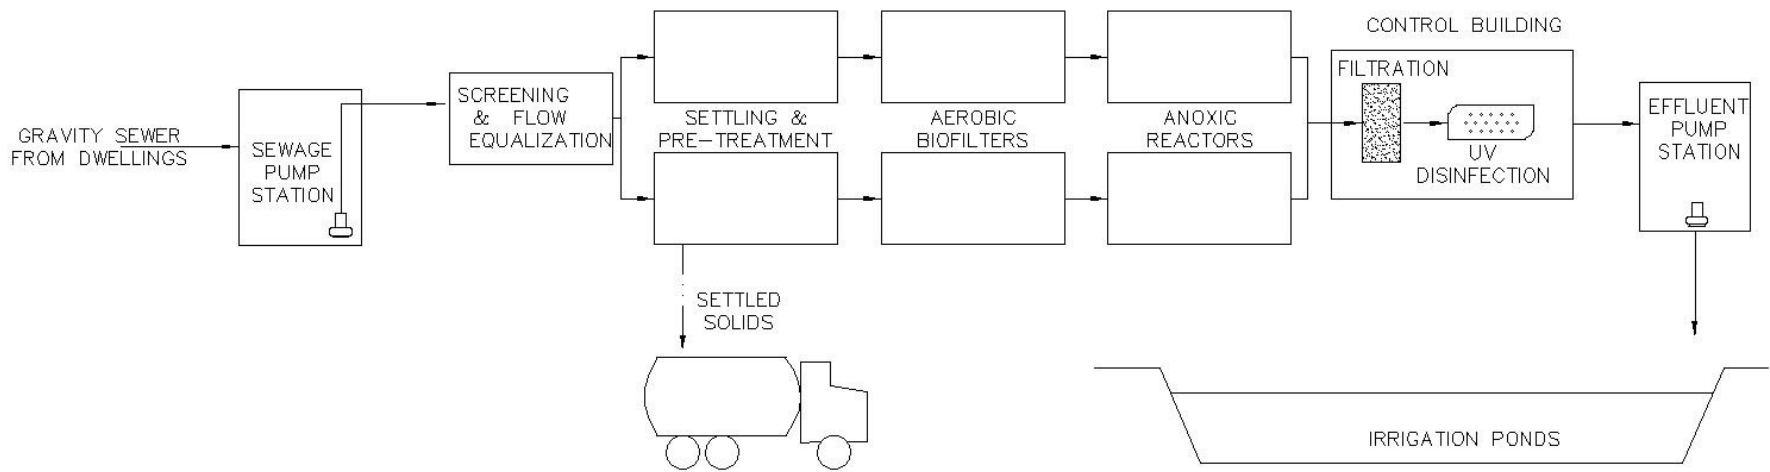 GRAVITY SEWER
FROM DWELLINGS
SEWAGE
PUMP
STATION
SCREENING
& FLOW
EQUALIZATION
SETTLING &
PRE-TREATMENT
SETTLED
SOLIDS
AEROBIC
BIOFILTERS
ANOXIC
REACTORS
CONTROL BUILDING
FILTRATION
UV
DISINFECTION
EFFLUENT
PUMP
STATION
IRRIGATION PONDS